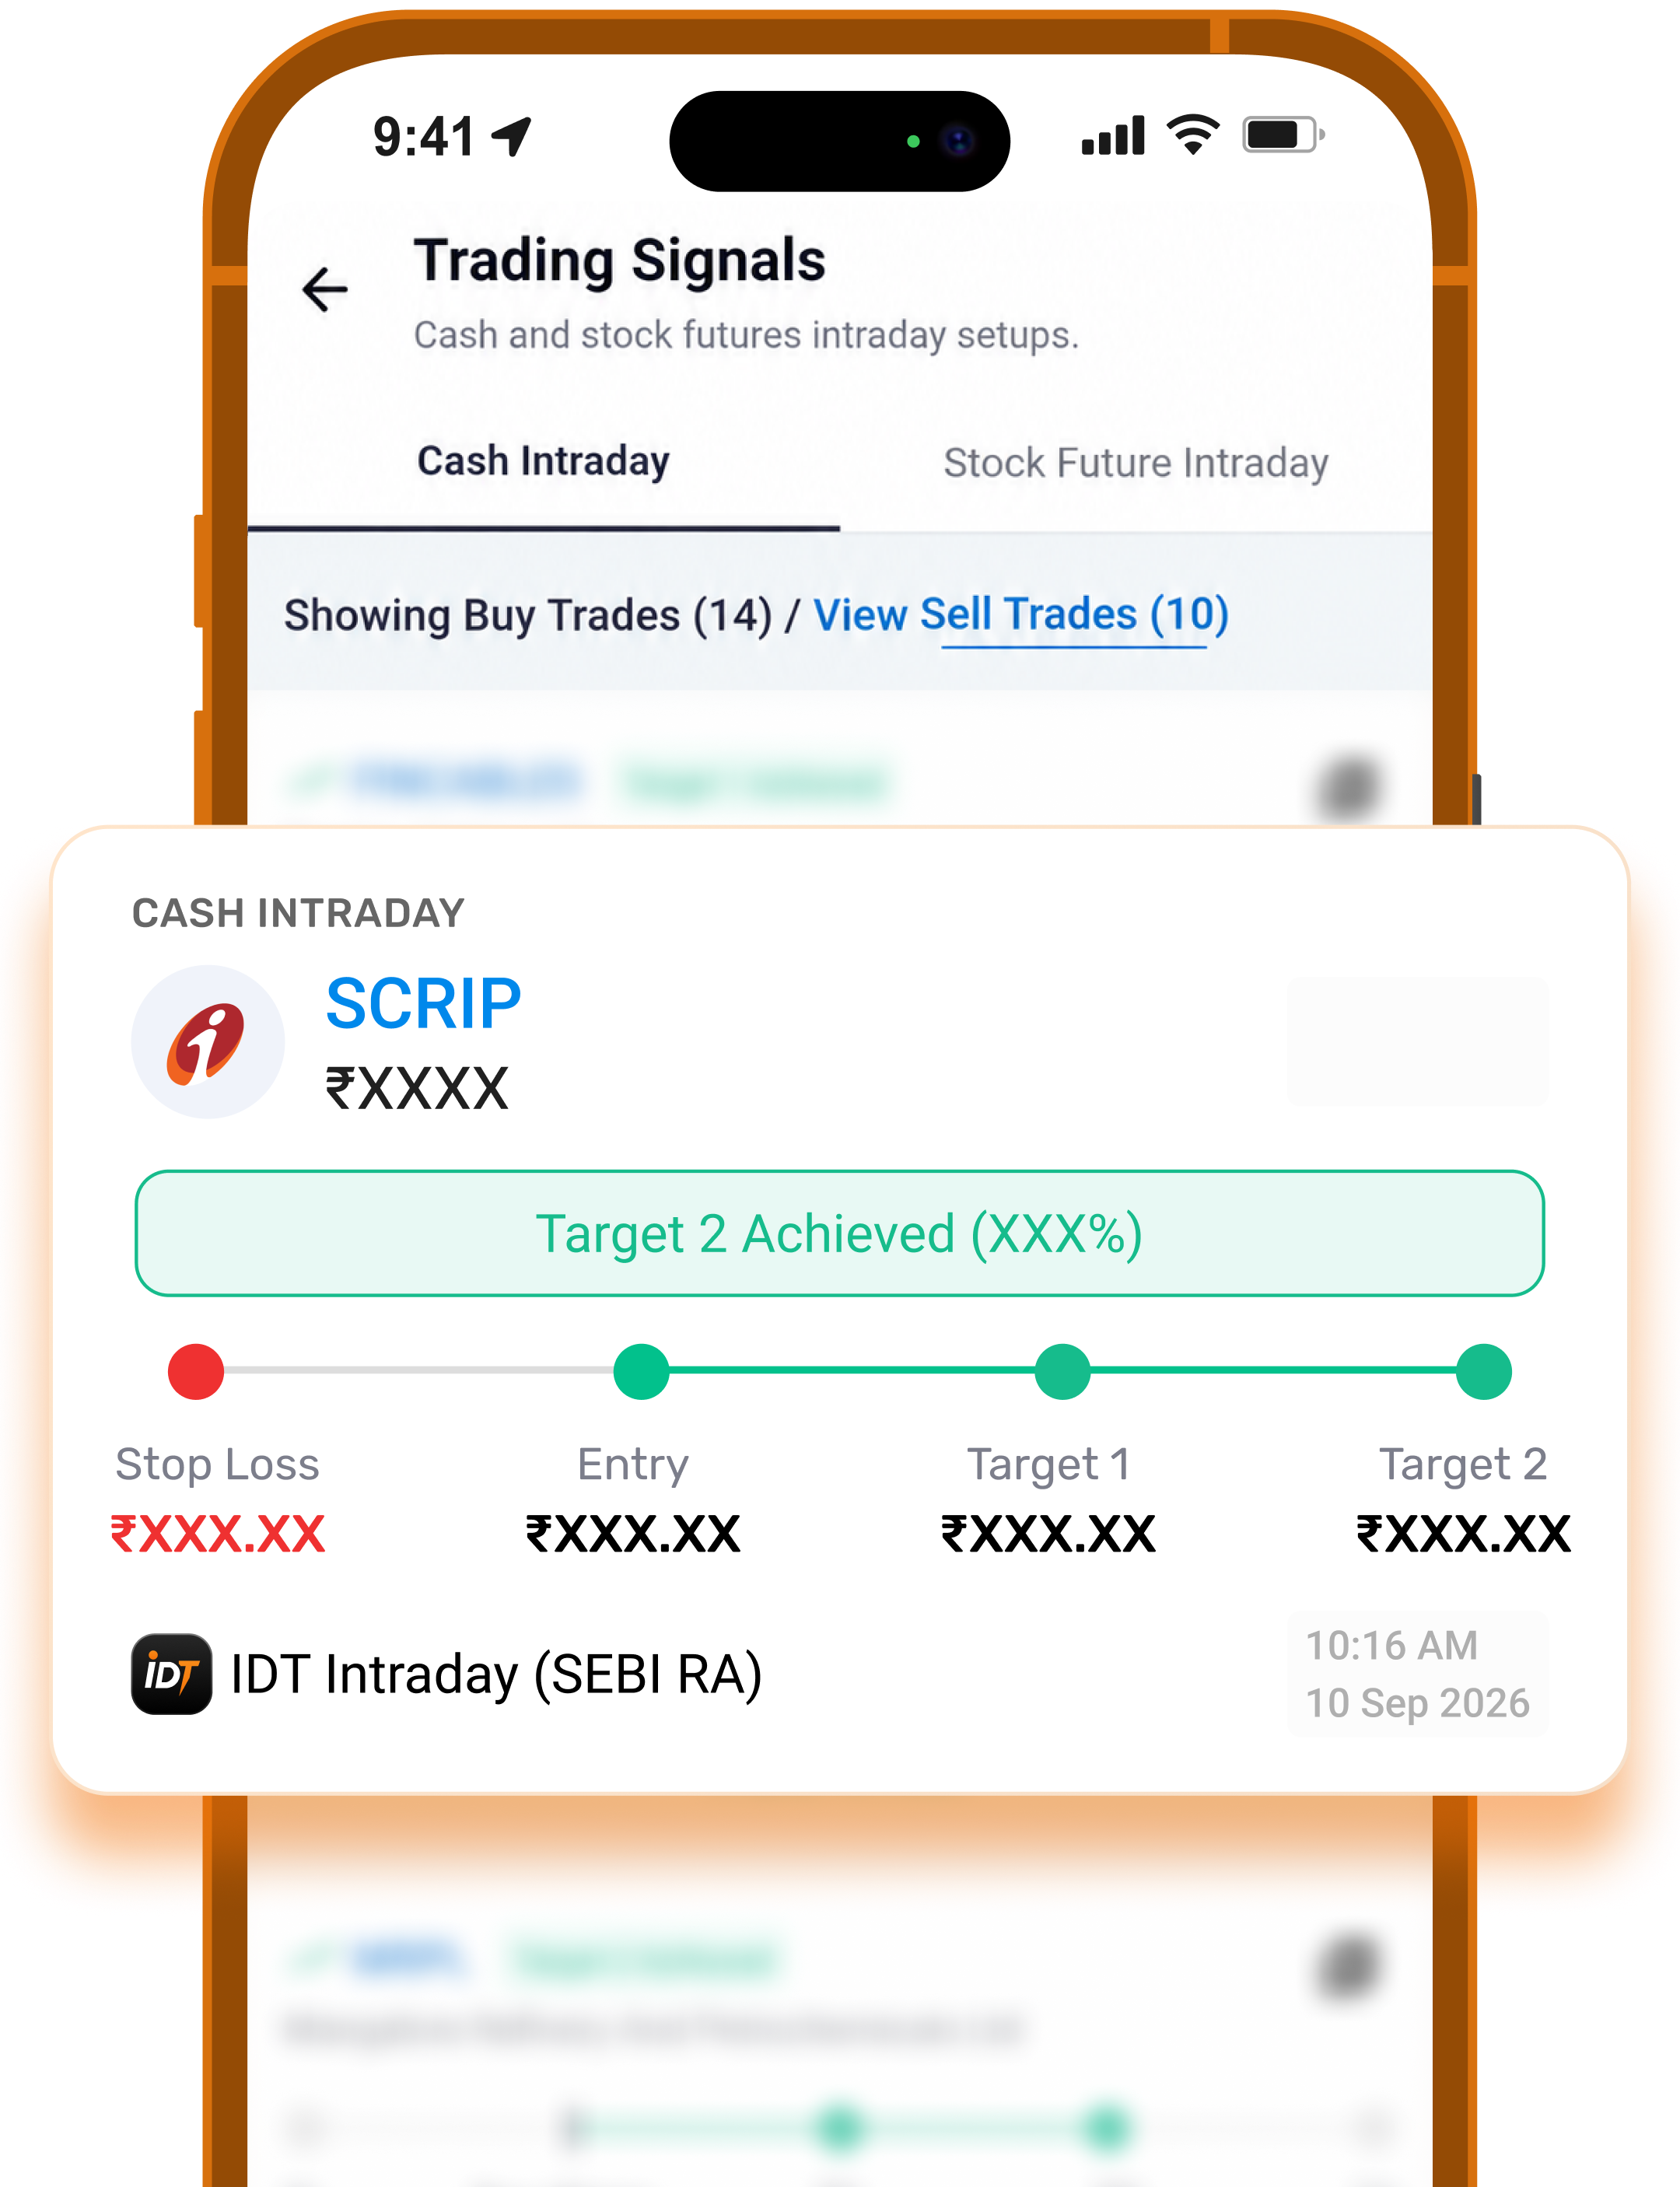 9:41
Trading Signals
Cash and stock futures intraday setups.
Cash Intraday
Stock Future Intraday
Showing Buy Trades (14) / View Sell Trades (10)
CASH INTRADAY
SCRIP
₹XXXX
Target 2 Achieved (XXX%)
Stop Loss
Entry
Target 1
Target 2
₹XXX.XX
₹XXX.XX
₹XXX.XX
₹XXX.XX
IDT
IDT Intraday (SEBI RA)
10:16 AM
10 Sep 2026